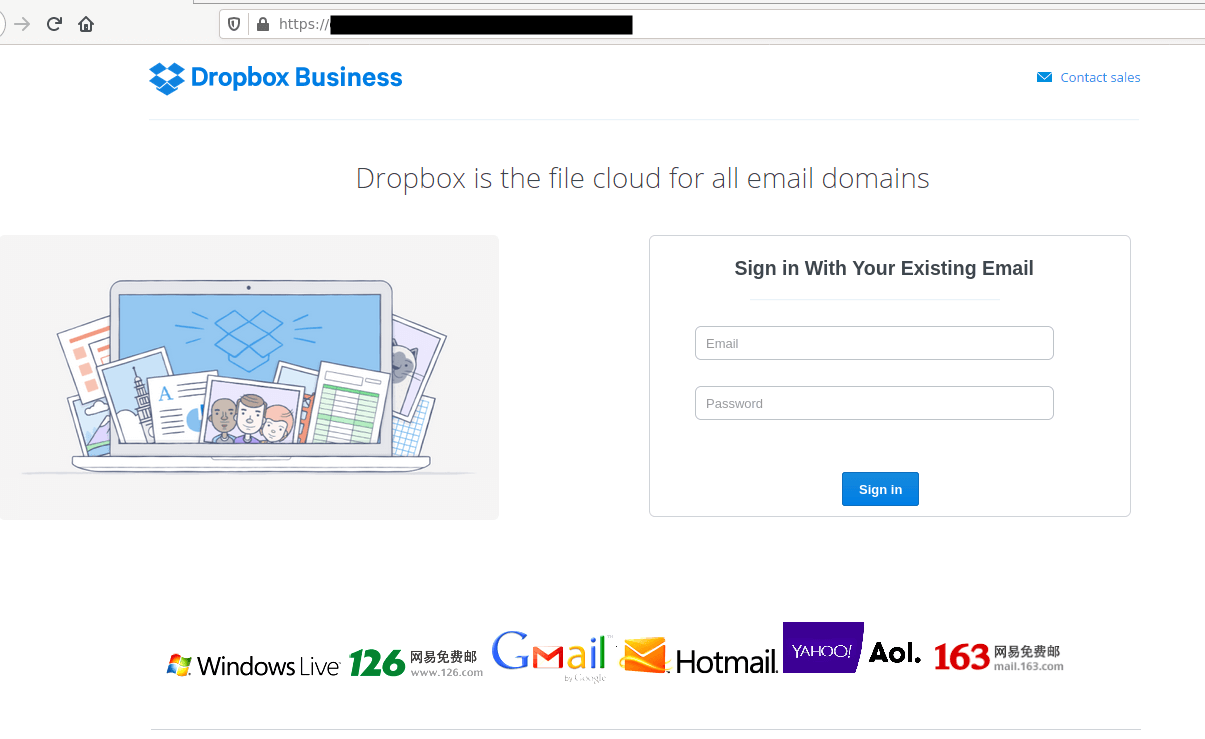 https://
Dropbox Business
Contact sales
Dropbox is the file cloud for all email domains
Sign in With Your Existing Email
Email
Password
A
Sign in
Windows Live
126 网易免费邮
www.126.com
Gmail
by Google
Hotmail.
YAHOO!
Aol.
163 网易免费邮
mail.163.com